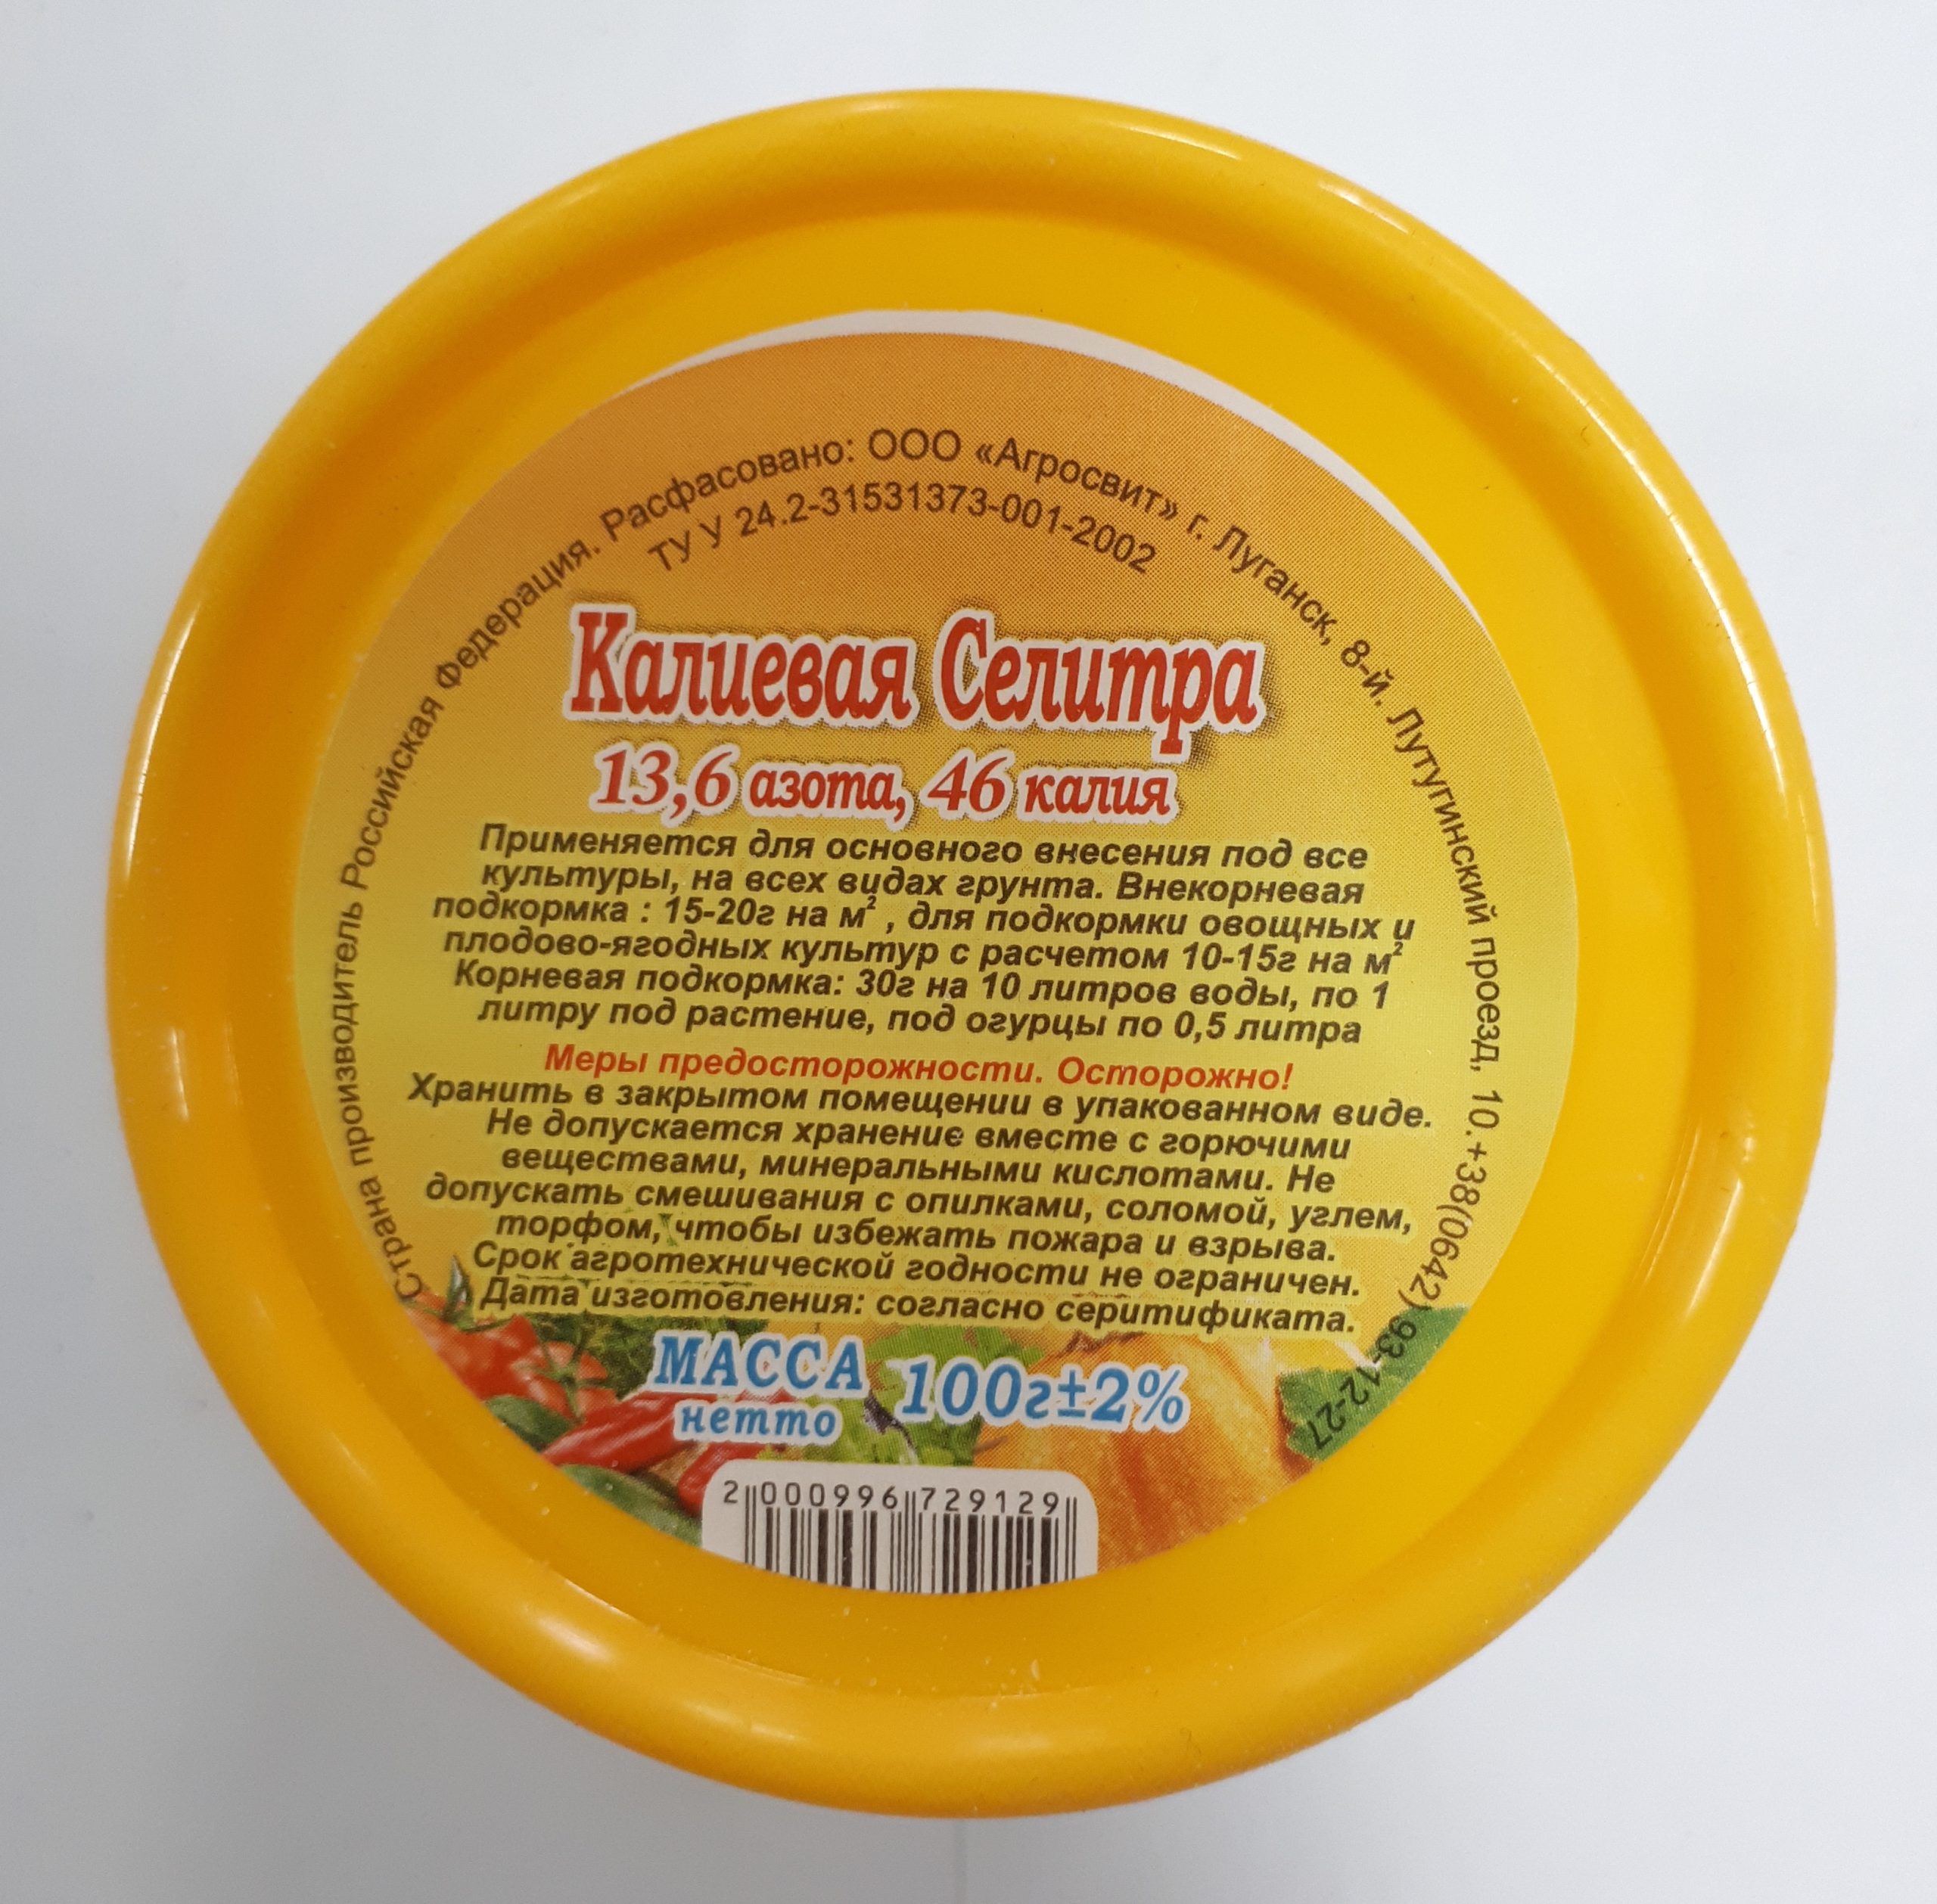 Страна производитель Российская Федерация. Расфасовано: ООО «Агросвит» г. Луганск, 8-й. Лутугинский проезд, 10.+38(0642) 93-12-27
ТУ У 24.2-31531373-001-2002
Калиевая Селитра
13,6 азота, 46 калия
Применяется для основного внесения под все
культуры, на всех видах грунта. Внекорневая
подкормка : 15-20г на м² , для подкормки овощных и
плодово-ягодных культур с расчетом 10-15г на м²
Корневая подкормка: 30г на 10 литров воды, по 1
литру под растение, под огурцы по 0,5 литра
Меры предосторожности. Осторожно!
Хранить в закрытом помещении в упакованном виде.
Не допускается хранение вместе с горючими
веществами, минеральными кислотами. Не
допускать смешивания с опилками, соломой, углем,
торфом, чтобы избежать пожара и взрыва.
Срок агротехнической годности не ограничен.
Дата изготовления: согласно серитификата.
МАССА 100г±2%
нетто
2 000996 729129